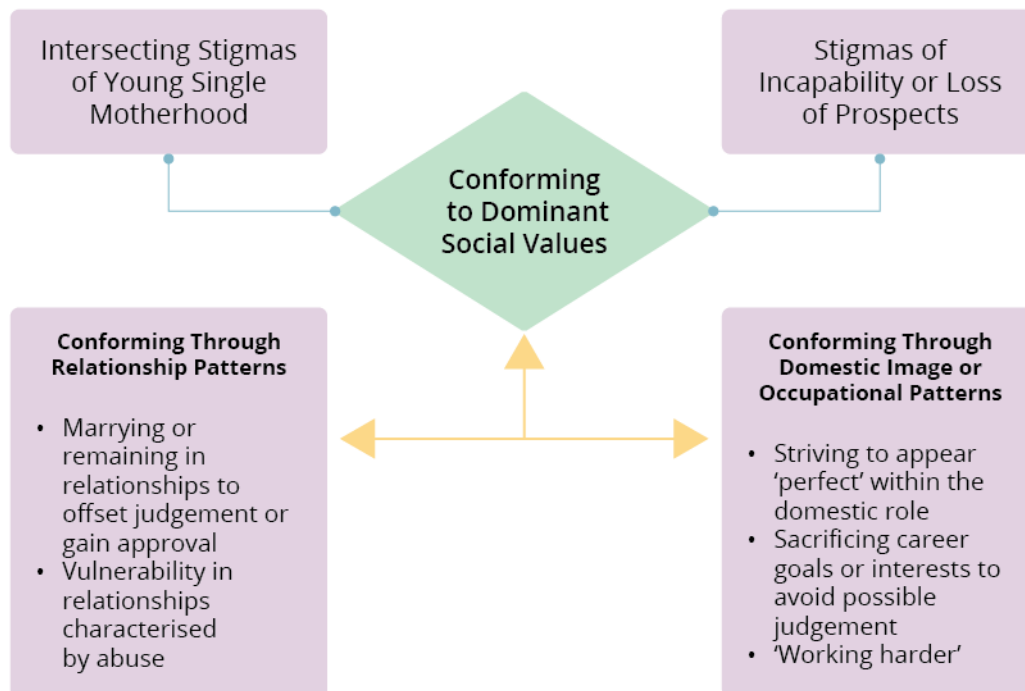 Intersecting Stigmas
of Young Single
Motherhood
Stigmas of
Incapability or Loss
of Prospects
Conforming
to Dominant
Social Values
Conforming Through
Relationship Patterns
• Marrying or
remaining in
relationships to
offset judgement or
gain approval
• Vulnerability in
relationships
characterised
by abuse
Conforming Through
Domestic Image or
Occupational Patterns
• Striving to appear
‘perfect’ within the
domestic role
• Sacrificing career
goals or interests to
avoid possible
judgement
• ‘Working harder’